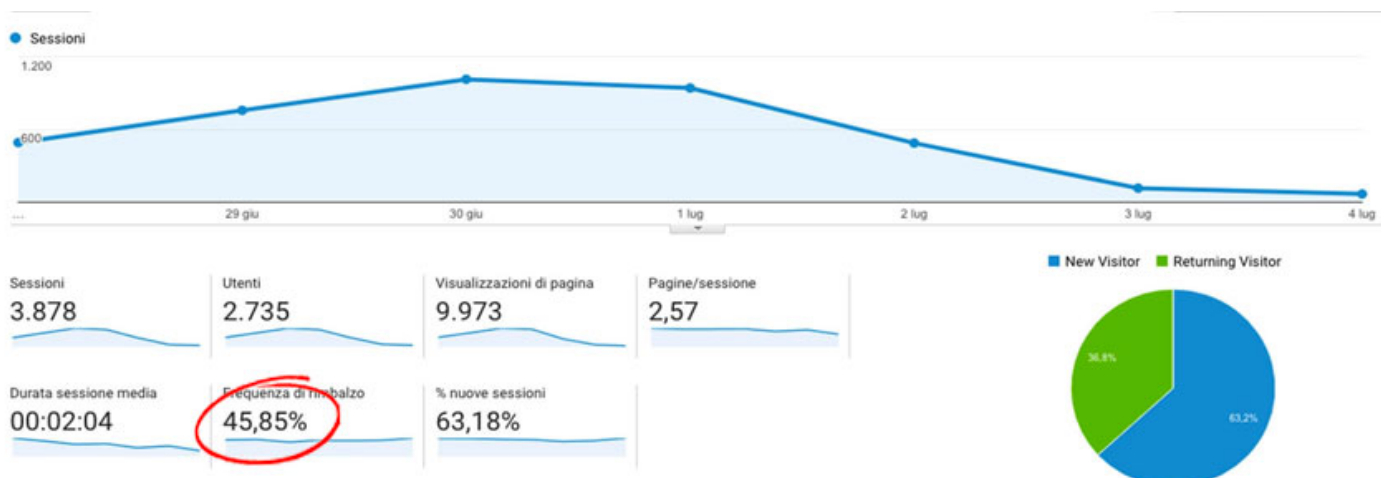 Sessioni
1.200
600
...
29 giu
30 giu
1 lug
2 lug
3 lug
4 lug
New Visitor
Returning Visitor
Sessioni
3.878
Utenti
2.735
Visualizzazioni di pagina
9.973
Pagine/sessione
2,57
Durata sessione media
00:02:04
Frequenza di rimbalzo
45,85%
% nuove sessioni
63,18%
36,8%
63,2%